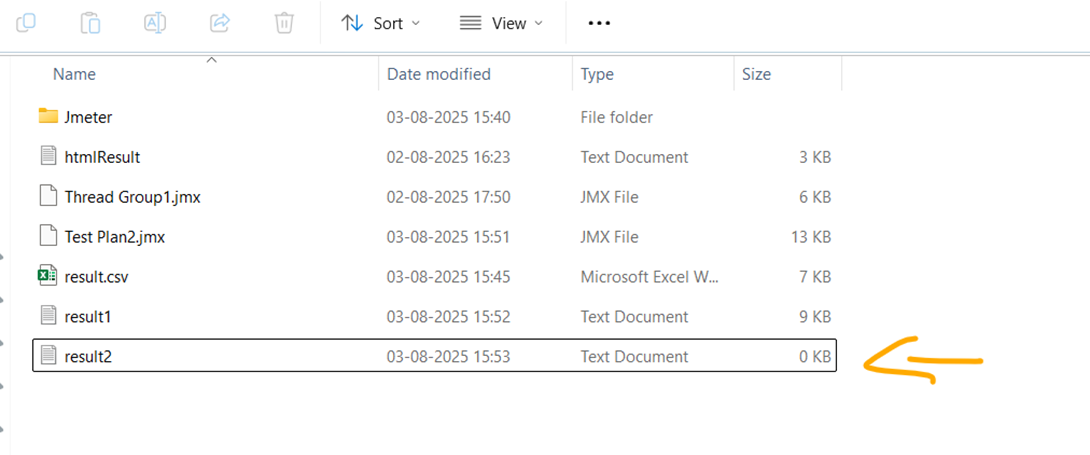 Sort View
Name Date modified Type Size
Jmeter 03-08-2025 15:40 File folder
htmlResult 02-08-2025 16:23 Text Document 3 KB
Thread Group1.jmx 02-08-2025 17:50 JMX File 6 KB
Test Plan2.jmx 03-08-2025 15:51 JMX File 13 KB
result.csv 03-08-2025 15:45 Microsoft Excel W... 7 KB
result1 03-08-2025 15:52 Text Document 9 KB
result2 03-08-2025 15:53 Text Document 0 KB